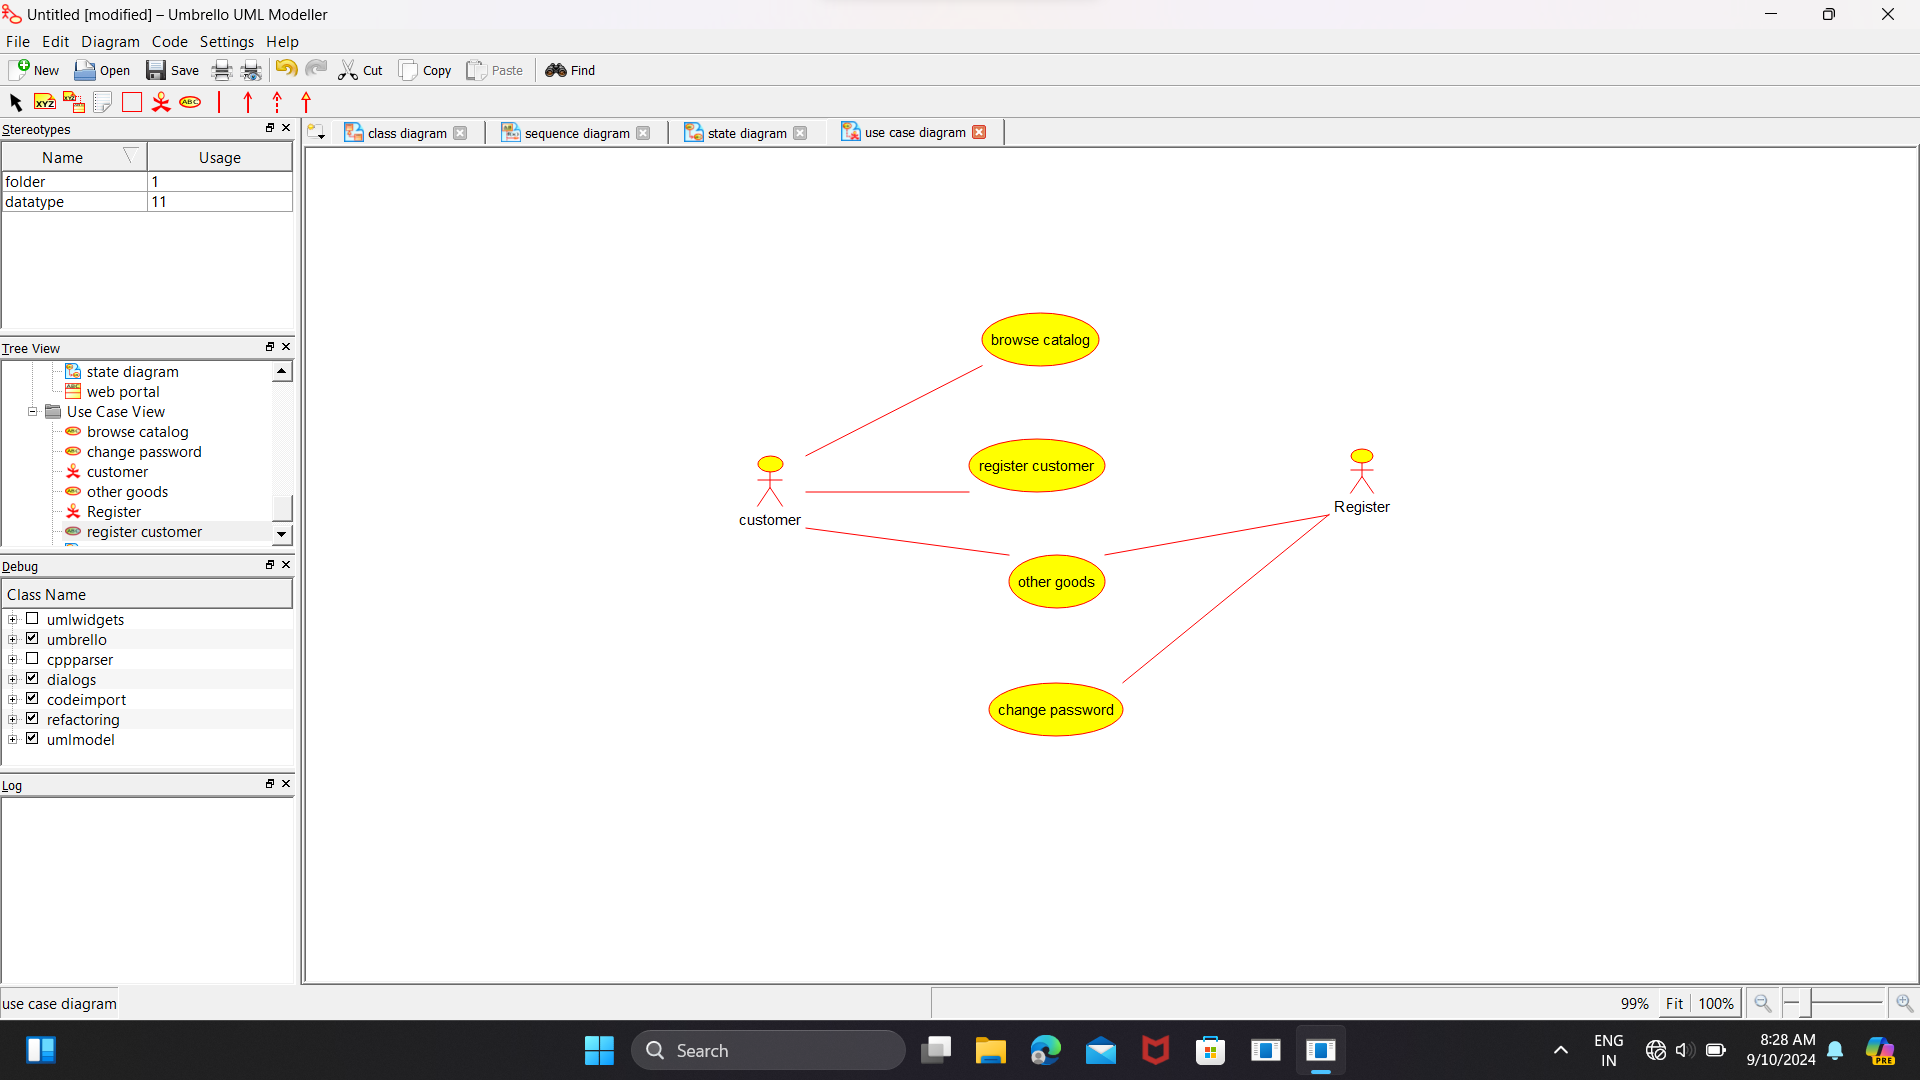 Untitled [modified] – Umbrello UML Modeller
File Edit Diagram Code Settings Help
New Open Save Cut Copy Paste Find
XYZ XYZ ABC
Stereotypes
Name Usage
folder 1
datatype 11
Tree View
state diagram
web portal
Use Case View
browse catalog
change password
customer
other goods
Register
register customer
Debug
Class Name
umlwidgets
umbrello
cppparser
dialogs
codeimport
refactoring
umlmodel
Log
class diagram sequence diagram state diagram use case diagram
browse catalog
register customer
customer
Register
other goods
change password
use case diagram
99% Fit 100%
Search
ENG
IN
8:28 AM
9/10/2024
PRE